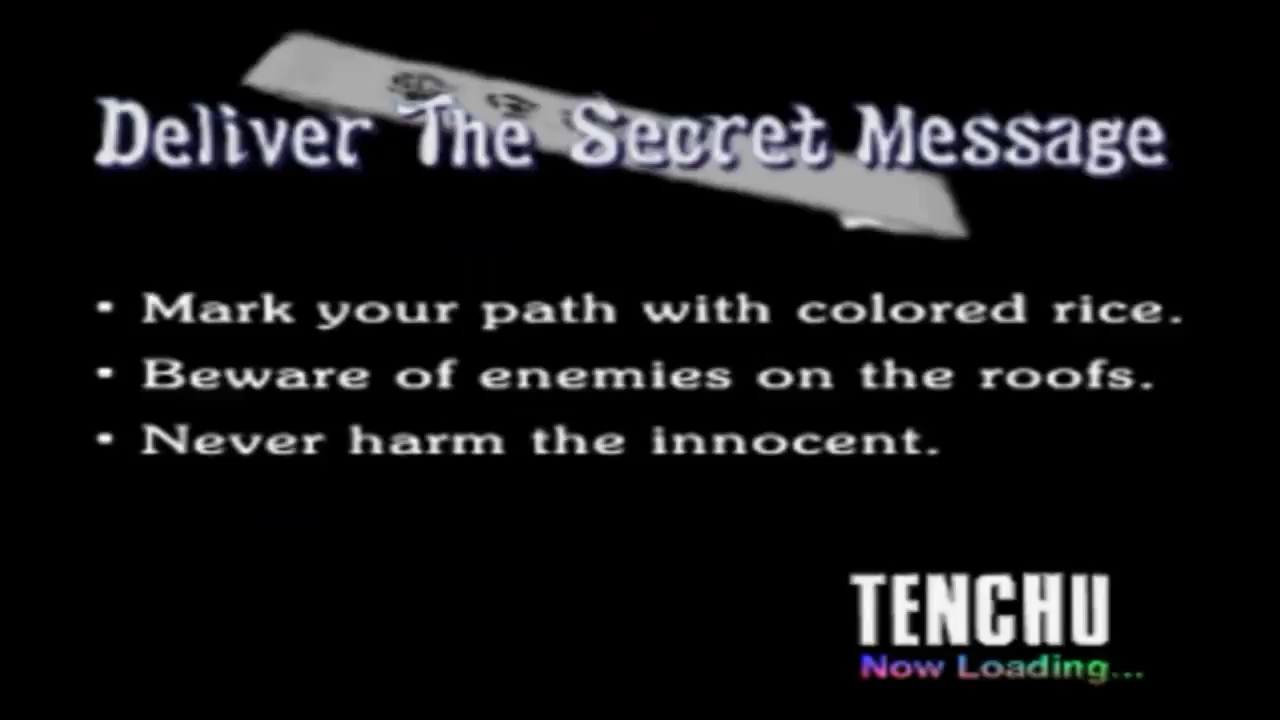 Deliver The Secret Message
• Mark your path with colored rice.
• Beware of enemies on the roofs.
• Never harm the innocent.
TENCHU
Now Loading...